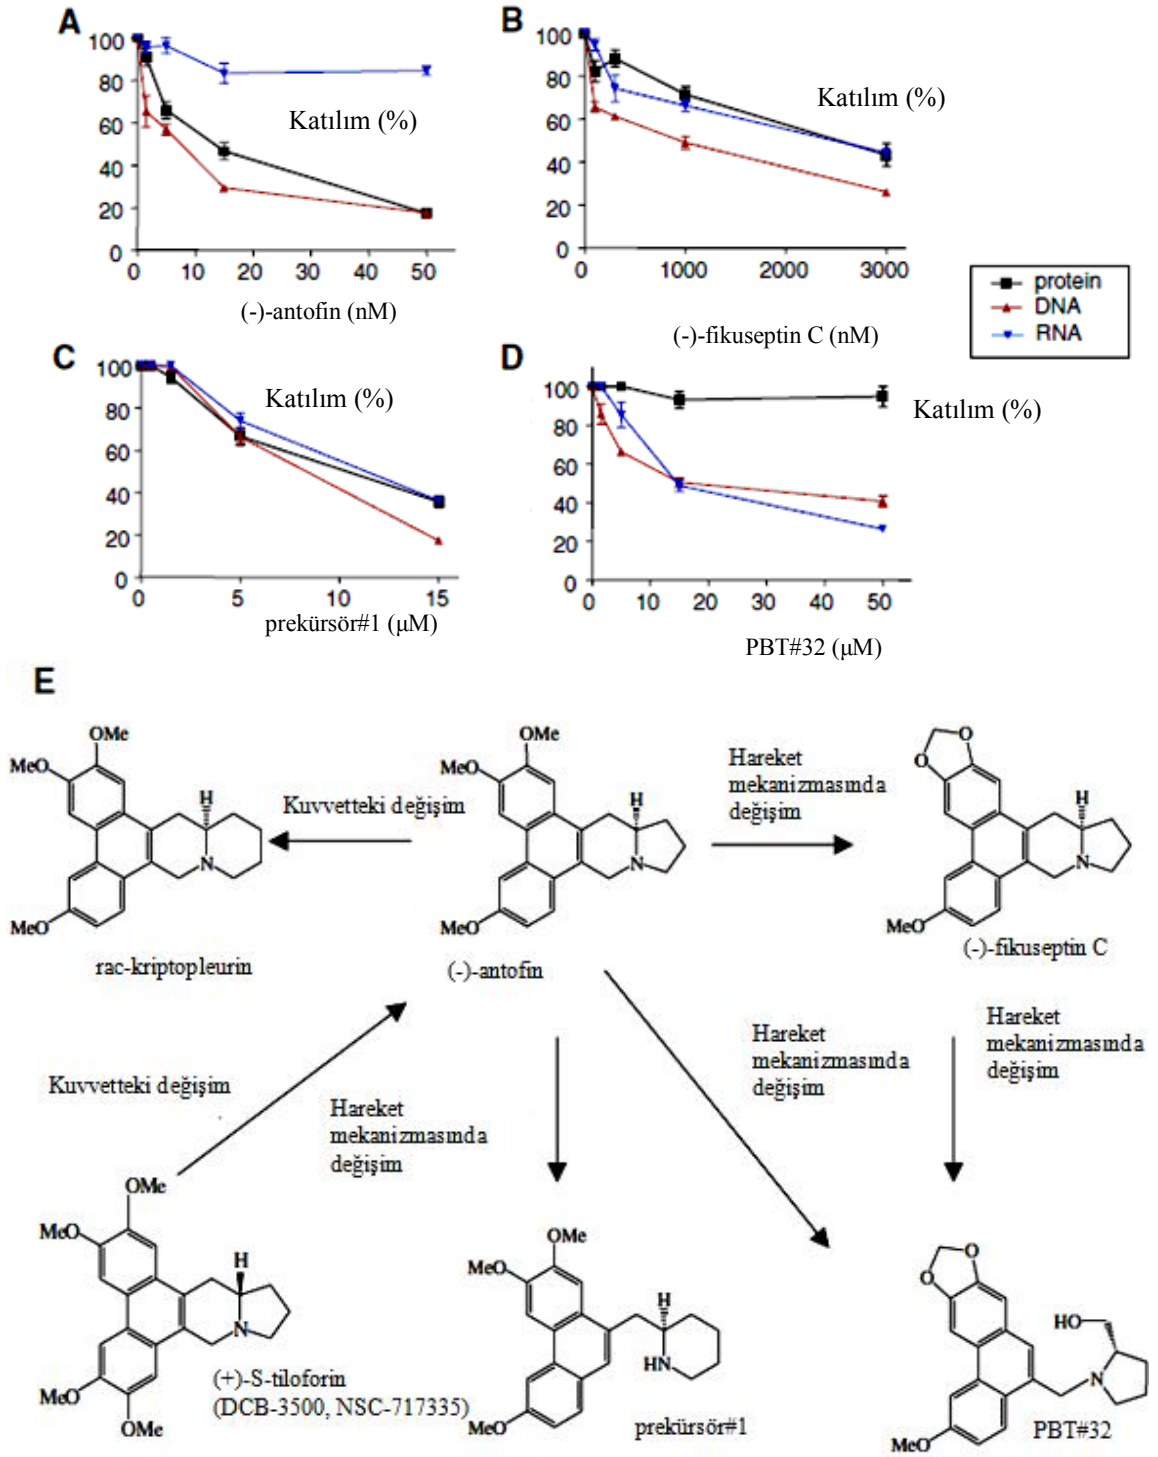 A
100
80
60
40
20
0
Katılım (%)
0 10 20 30 40 50
(-)-antofin (nM)
B
100
80
60
40
20
0
Katılım (%)
0 1000 2000 3000
(-)-fikuseptin C (nM)
protein
DNA
RNA
C
100
80
60
40
20
0
Katılım (%)
0 5 10 15
prekürsör#1 (μM)
D
100
80
60
40
20
0
Katılım (%)
0 10 20 30 40 50
PBT#32 (μM)
E
OMe
MeO
H
N
MeO
rac-kriptopleurin
Kuvvetteki değişim
OMe
MeO
H
N
MeO
(-)-antofin
Hareket
mekanizmasında
değişim
O
O
H
N
MeO
(-)-fikuseptin C
Kuvvetteki değişim
Hareket
mekanizmasında
değişim
Hareket
mekanizmasında
değişim
Hareket
mekanizmasında
değişim
OMe
MeO
H
N
MeO
OMe
(+)-S-tiloforin
(DCB-3500, NSC-717335)
OMe
MeO
H
HN
MeO
prekürsör#1
O
O
HO
N
MeO
PBT#32